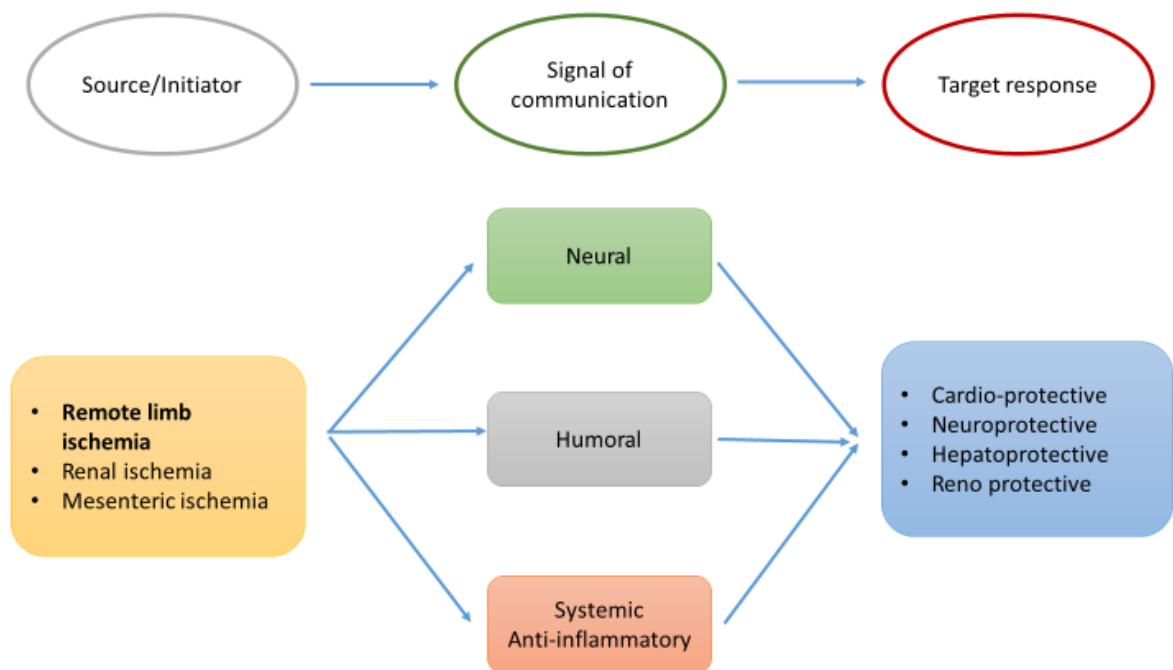 Source/Initiator
Signal of
communication
Target response
Neural
• Remote limb
ischemia
• Renal ischemia
• Mesenteric ischemia
Humoral
• Cardio-protective
• Neuroprotective
• Hepatoprotective
• Reno protective
Systemic
Anti-inflammatory